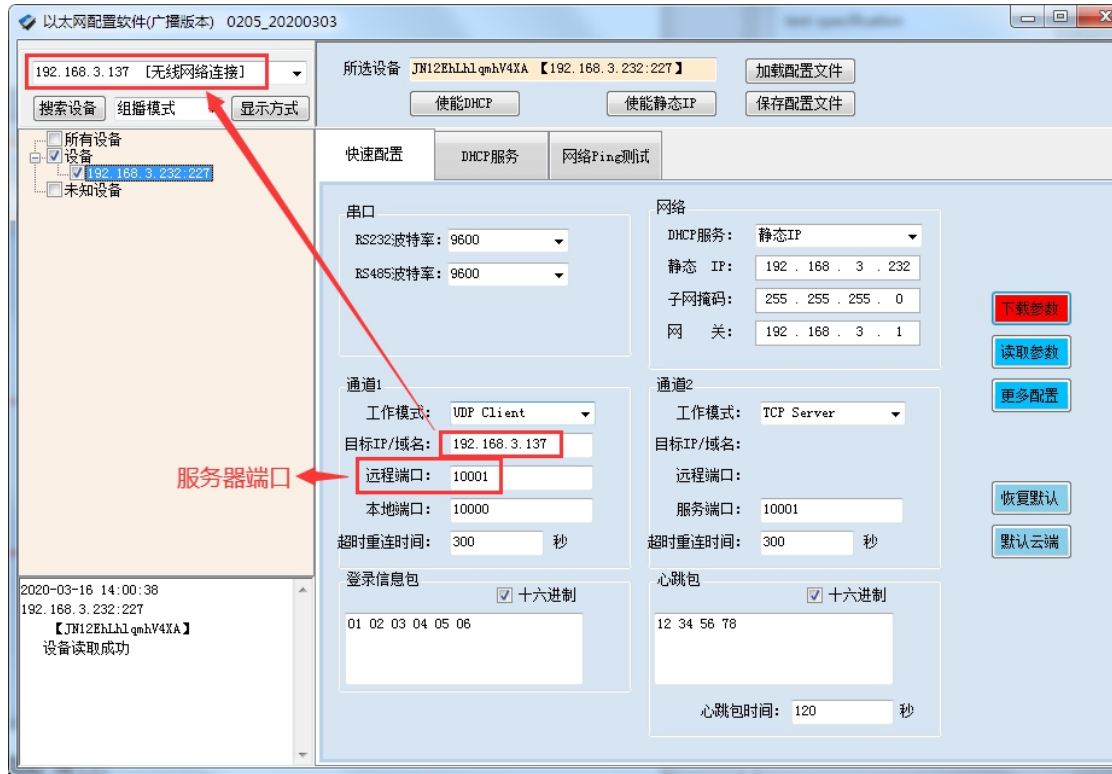 以太网配置软件(广播版本) 0205_20200303
192.168.3.137 [无线网络连接]
搜索设备 组播模式 显示方式
所有设备
设备
192.168.3.232:227
未知设备
所选设备 JN12EhLhlqmhV4XA 【192.168.3.232:227】 加载配置文件
使能DHCP 使能静态IP 保存配置文件
快速配置 DHCP服务 网络Ping测试
串口
RS232波特率: 9600
RS485波特率: 9600
网络
DHCP服务: 静态IP
静态 IP: 192 . 168 . 3 . 232
子网掩码: 255 . 255 . 255 . 0
网 关: 192 . 168 . 3 . 1
下载参数
读取参数
更多配置
通道1
工作模式: UDP Client
目标IP/域名: 192.168.3.137
远程端口: 10001
本地端口: 10000
超时重连时间: 300 秒
服务器端口
通道2
工作模式: TCP Server
目标IP/域名:
远程端口:
服务端口: 10001
超时重连时间: 300 秒
恢复默认
默认云端
登录信息包
十六进制
01 02 03 04 05 06
心跳包
十六进制
12 34 56 78
心跳包时间: 120 秒
2020-03-16 14:00:38
192.168.3.232:227
【JN12EhLhlqmhV4XA】
设备读取成功